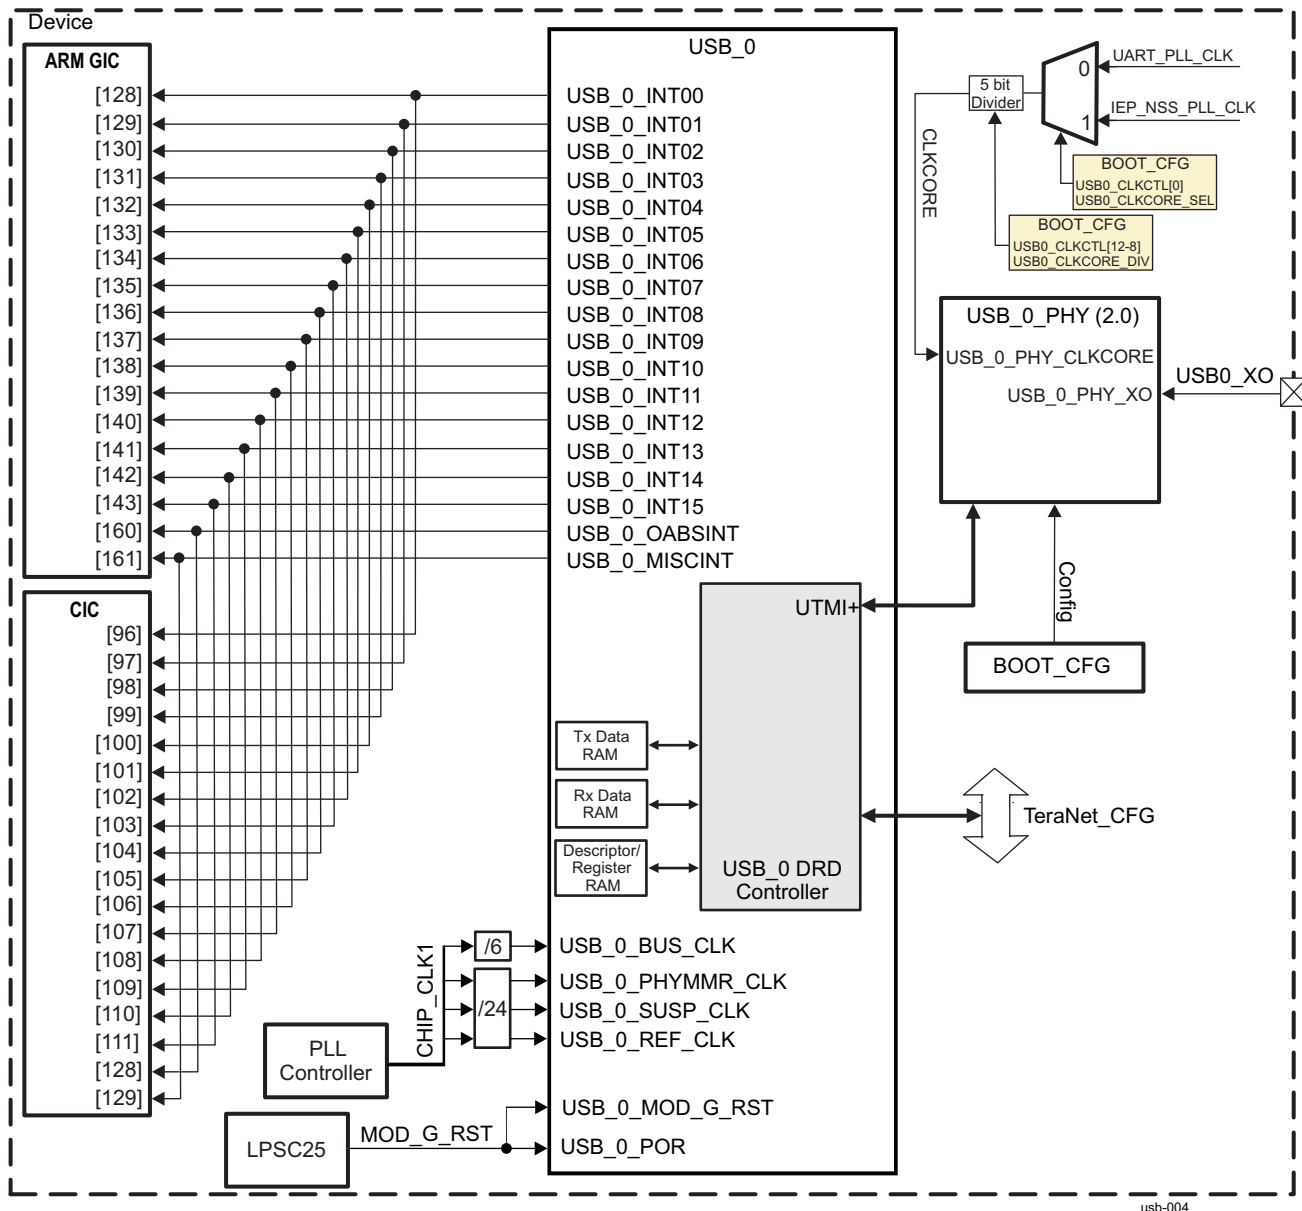 Device
ARM GIC
[128]
[129]
[130]
[131]
[132]
[133]
[134]
[135]
[136]
[137]
[138]
[139]
[140]
[141]
[142]
[143]
[160]
[161]
CIC
[96]
[97]
[98]
[99]
[100]
[101]
[102]
[103]
[104]
[105]
[106]
[107]
[108]
[109]
[110]
[111]
[128]
[129]
USB_0
USB_0_INT00
USB_0_INT01
USB_0_INT02
USB_0_INT03
USB_0_INT04
USB_0_INT05
USB_0_INT06
USB_0_INT07
USB_0_INT08
USB_0_INT09
USB_0_INT10
USB_0_INT11
USB_0_INT12
USB_0_INT13
USB_0_INT14
USB_0_INT15
USB_0_OABSINT
USB_0_MISCINT
UTMI+
Tx Data
RAM
Rx Data
RAM
Descriptor/
Register
RAM
USB_0 DRD
Controller
USB_0_BUS_CLK
USB_0_PHYMMR_CLK
USB_0_SUSP_CLK
USB_0_REF_CLK
USB_0_MOD_G_RST
USB_0_POR
/6
/24
CHIP_CLK1
PLL
Controller
LPSC25
MOD_G_RST
UART_PLL_CLK
0
IEP_NSS_PLL_CLK
1
5 bit
Divider
CLKCORE
BOOT_CFG
USB0_CLKCTL[0]
USB0_CLKCORE_SEL
BOOT_CFG
USB0_CLKCTL[12-8]
USB0_CLKCORE_DIV
USB_0_PHY (2.0)
USB_0_PHY_CLKCORE
USB_0_PHY_XO
USB0_XO
Config
BOOT_CFG
TeraNet_CFG
usb-004